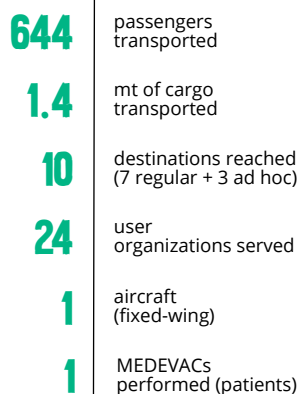 644
passengers
transported
1.4
mt of cargo
transported
10
destinations reached
(7 regular + 3 ad hoc)
24
user
organizations served
1
aircraft
(fixed-wing)
1
MEDEVACs
performed (patients)